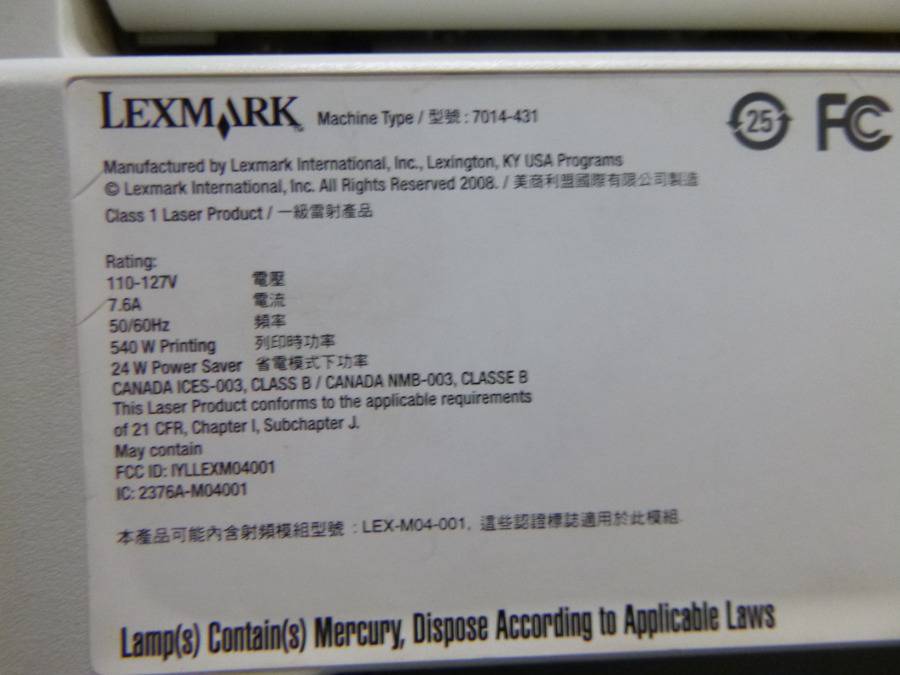 LEXMARK Machine Type / 型號 : 7014-431
25 FC
Manufactured by Lexmark International, Inc., Lexington, KY USA Programs
© Lexmark International, Inc. All Rights Reserved 2008. / 美商利盟國際有限公司製造
Class 1 Laser Product / 一級雷射產品
Rating:
110-127V 電壓
7.6A 電流
50/60Hz 頻率
540 W Printing 列印時功率
24 W Power Saver 省電模式下功率
CANADA ICES-003, CLASS B / CANADA NMB-003, CLASSE B
This Laser Product conforms to the applicable requirements
of 21 CFR, Chapter I, Subchapter J.
May contain
FCC ID: IYLLEXM04001
IC: 2376A-M04001
本產品可能內含射頻模組型號 : LEX-M04-001, 這些認證標誌適用於此模組.
Lamp(s) Contain(s) Mercury, Dispose According to Applicable Laws